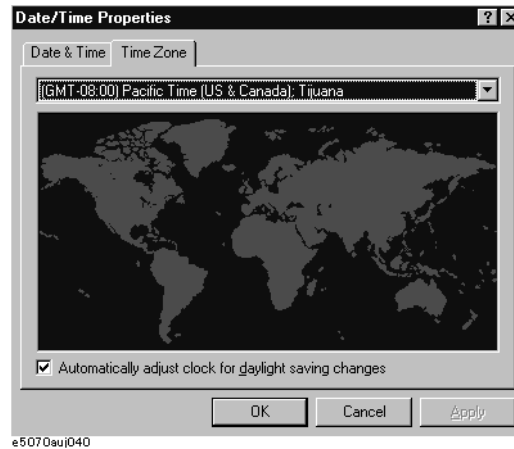 Date/Time Properties
Date & Time Time Zone
(GMT-08:00) Pacific Time (US & Canada); Tijuana
Automatically adjust clock for daylight saving changes
OK Cancel Apply
e5070auj040